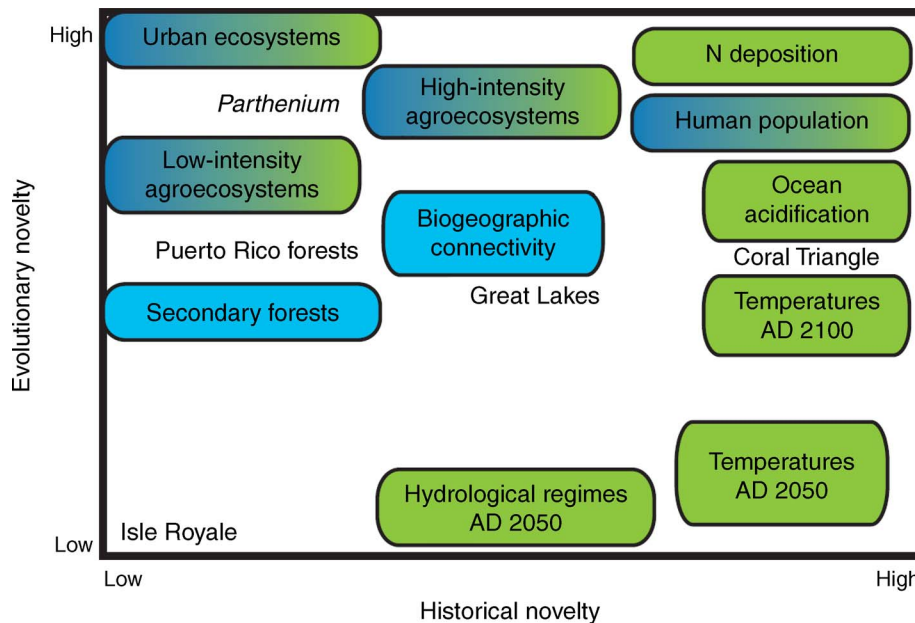 High
Urban ecosystems
N deposition
Parthenium
High-intensity
agroecosystems
Human population
Low-intensity
agroecosystems
Ocean
acidification
Biogeographic
connectivity
Puerto Rico forests
Coral Triangle
Great Lakes
Secondary forests
Temperatures
AD 2100
Evolutionary novelty
Temperatures
AD 2050
Hydrological regimes
AD 2050
Isle Royale
Low
Low
High
Historical novelty